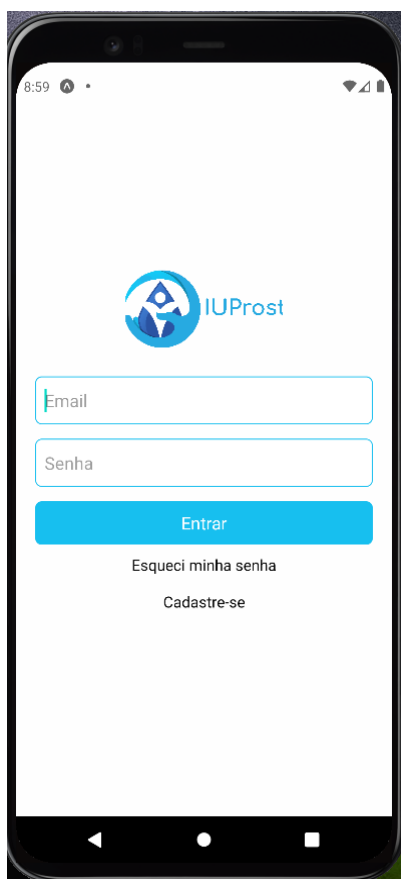 8:59
IUProst
Email
Senha
Entrar
Esqueci minha senha
Cadastre-se